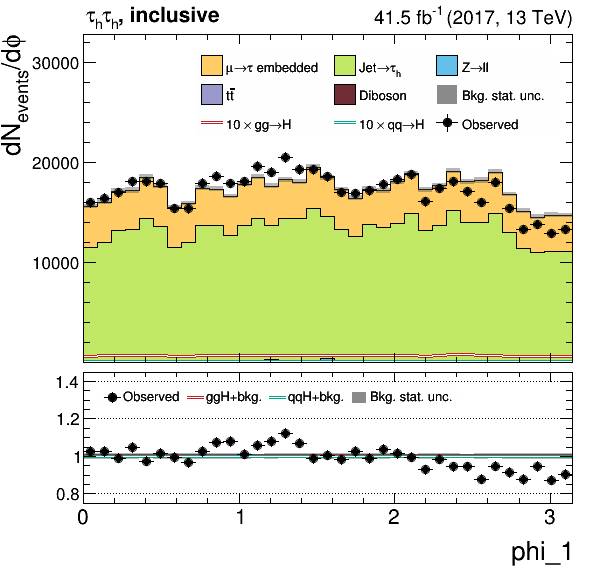 τhτh, inclusive
41.5 fb⁻¹ (2017, 13 TeV)
dNevents/dϕ
μ→τ embedded
Jet→τh
Z→ll
tt̅
Diboson
Bkg. stat. unc.
10 × gg→H
10 × qq→H
Observed
30000
20000
10000
Observed
ggH+bkg.
qqH+bkg.
Bkg. stat. unc.
1.4
1.2
1
0.8
0
1
2
3
phi_1